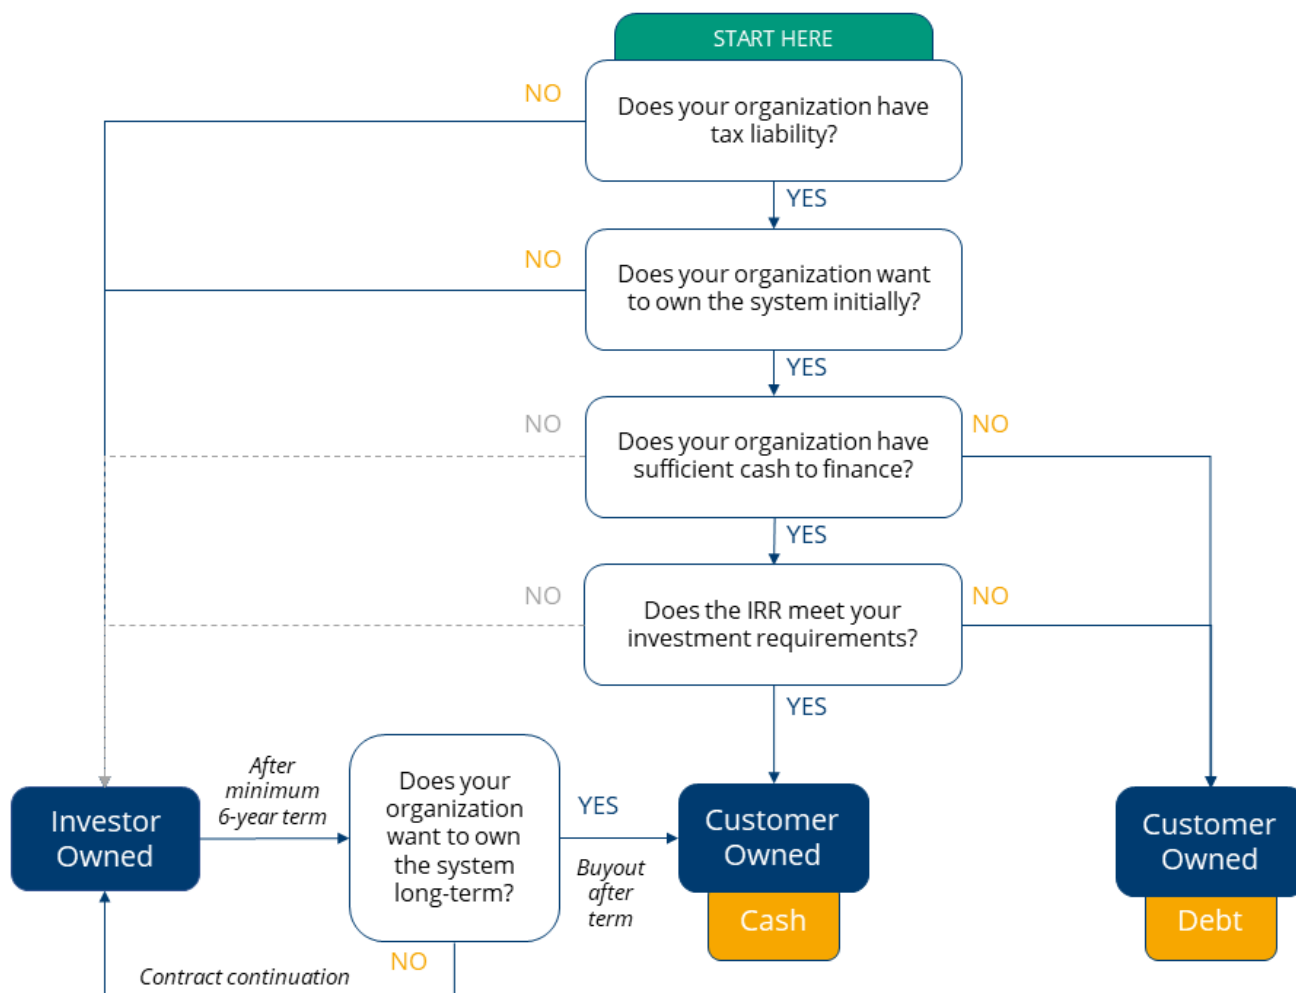 START HERE
NO
Does your organization have
tax liability?
YES
NO
Does your organization want
to own the system initially?
YES
NO
Does your organization have
sufficient cash to finance?
NO
YES
NO
Does the IRR meet your
investment requirements?
NO
YES
Investor
Owned
After
minimum
6-year term
Does your
organization
want to own
the system
long-term?
YES
Buyout
after
term
Customer
Owned
Cash
Customer
Owned
Debt
NO
Contract continuation